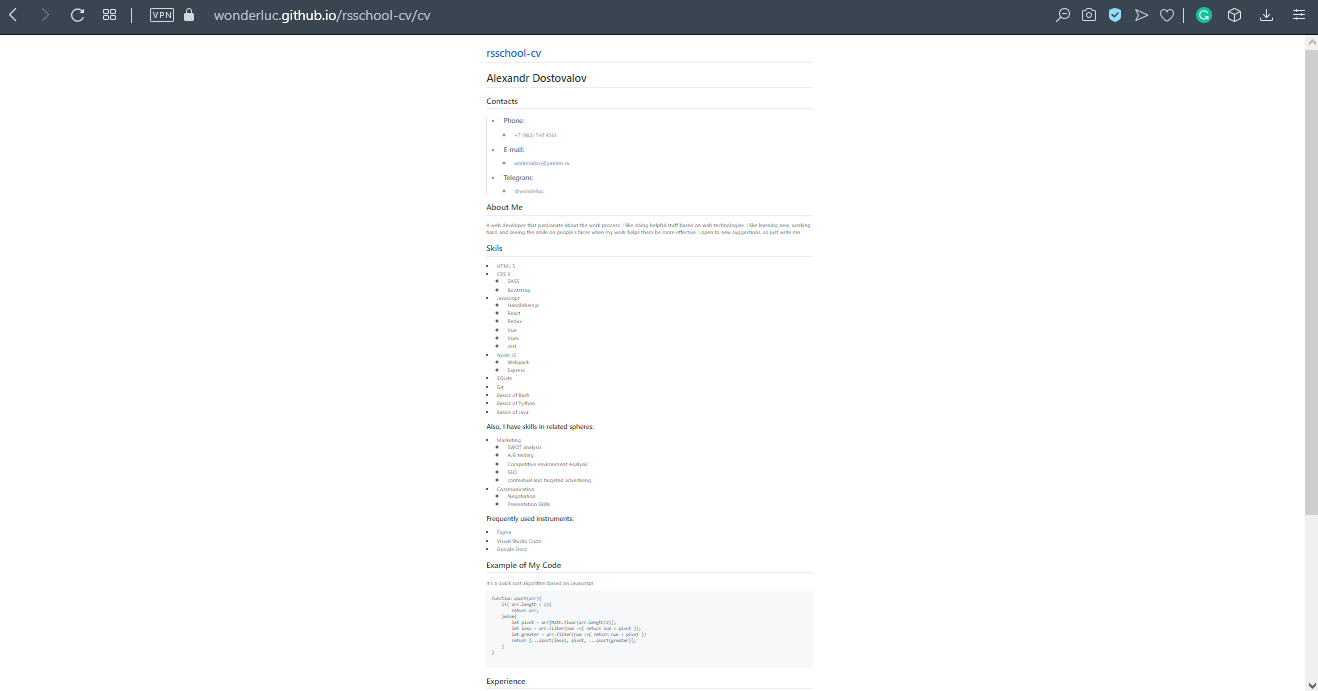 VPN
wonderluc.github.io/rsschool-cv/cv
rsschool-cv
Alexandr Dostovalov
Contacts
Phone:
E-mail:
Telegram:
@wonderluc
About Me
A web developer that passionate about the work process. I like doing helpful stuff based on web technologies. I like learning new, working
hard, and seeing the smile on people's faces when my work helps them be more effective. I open to new suggestions, so just write me.
Skils
HTML 5
CSS 3
SASS
Bootstrap
Javascript
Handlebars.js
React
Redux
Vue
Vuex
Jest
Node JS
Webpack
Express
SQLite
Git
Basics of Bash
Basics of Python
Basics of Java
Also, I have skills in related spheres:
Marketing
SWOT analysis
A/B testing
Competitive environment Analysis
SEO
contextual and targeted advertising
Communication
Negotiation
Presentation Skills
Frequently used instruments:
Figma
Visual Studio Code
Google Docs
Example of My Code
It's a quick sort algorithm based on Javascript
function qsort(arr){
if( arr.length < 2){
return arr;
}else{
let pivot = arr[Math.floor(arr.length/2)];
let less = arr.filter(num =>{ return num < pivot });
let greater = arr.filter(num =>{ return num > pivot })
return [...qsort(less), pivot, ...qsort(greater)];
}
}
Experience